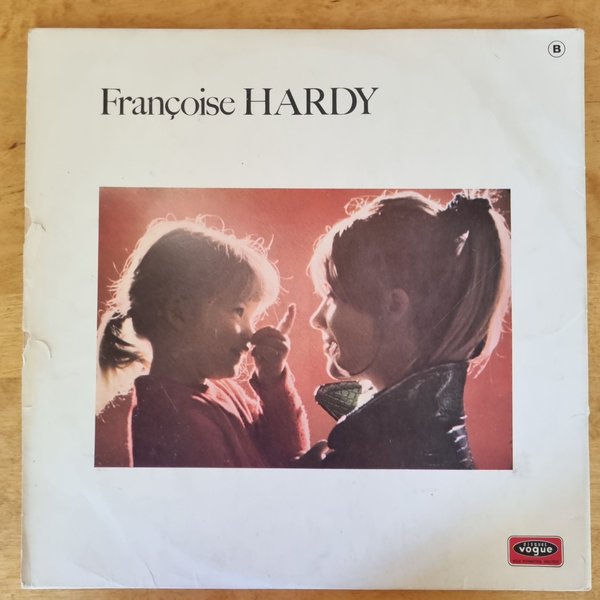 B
Françoise HARDY
DISQUES
vogue